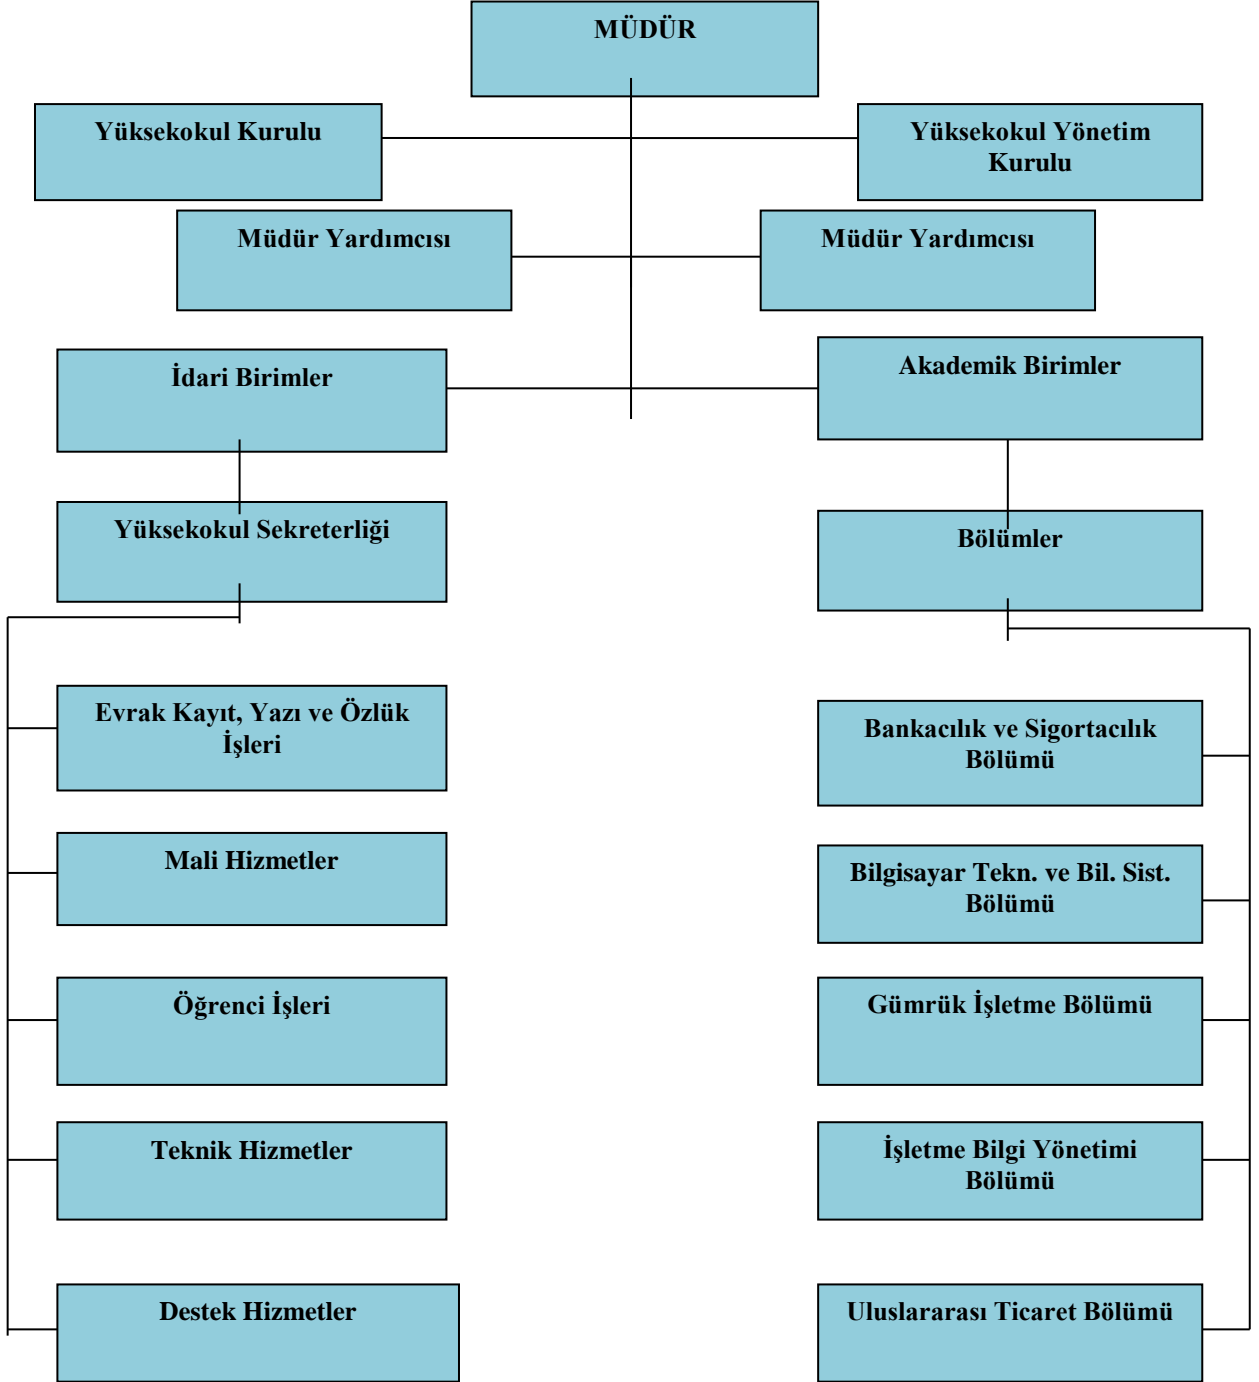 MÜDÜR
Yüksekokul Kurulu
Yüksekokul Yönetim
Kurulu
Müdür Yardımcısı
Müdür Yardımcısı
İdari Birimler
Akademik Birimler
Yüksekokul Sekreterliği
Bölümler
Evrak Kayıt, Yazı ve Özlük
İşleri
Mali Hizmetler
Öğrenci İşleri
Teknik Hizmetler
Destek Hizmetler
Bankacılık ve Sigortacılık
Bölümü
Bilgisayar Tekn. ve Bil. Sist.
Bölümü
Gümrük İşletme Bölümü
İşletme Bilgi Yönetimi
Bölümü
Uluslararası Ticaret Bölümü